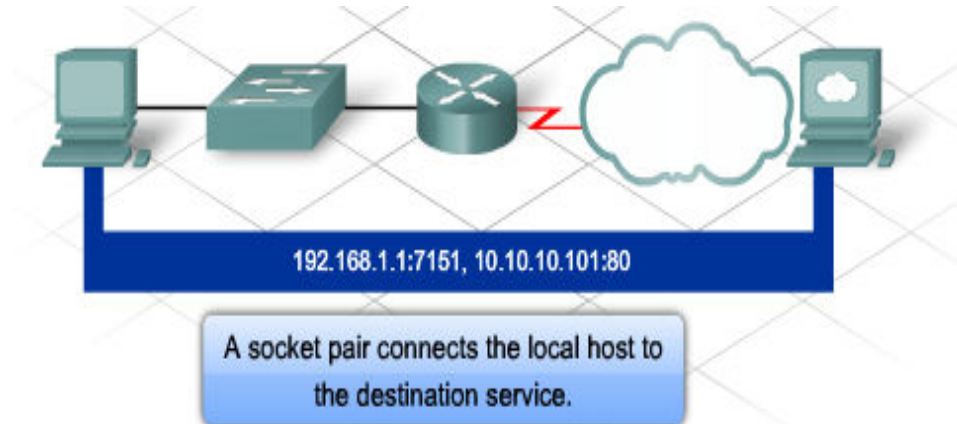 192.168.1.1:7151, 10.10.10.101:80
A socket pair connects the local host to
the destination service.